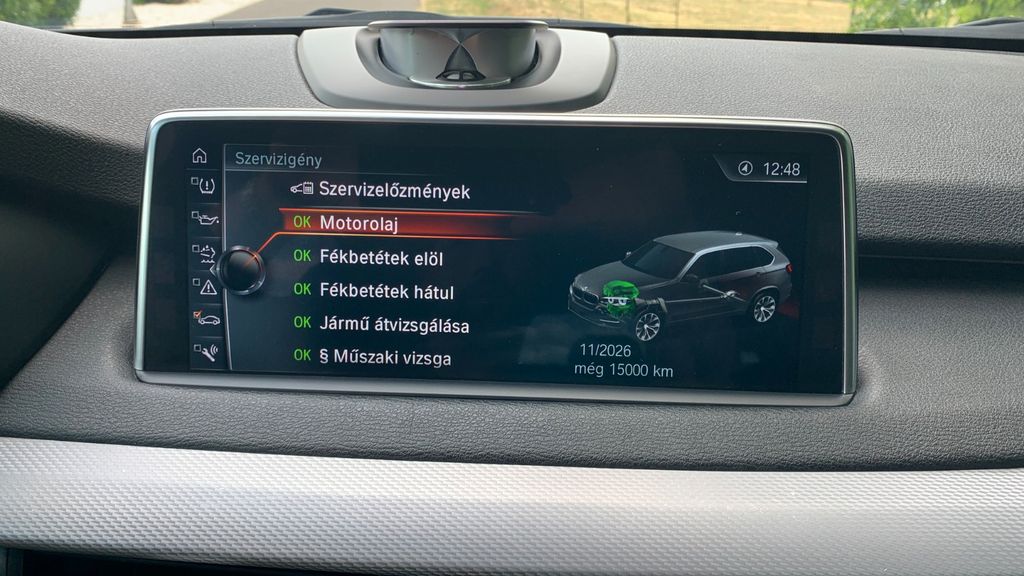 Szervizigény
12:48
Szervizelőzmények
OK Motorolaj
OK Fékbetétek elöl
OK Fékbetétek hátul
OK Jármű átvizsgálása
OK § Műszaki vizsga
11/2026
még 15000 km